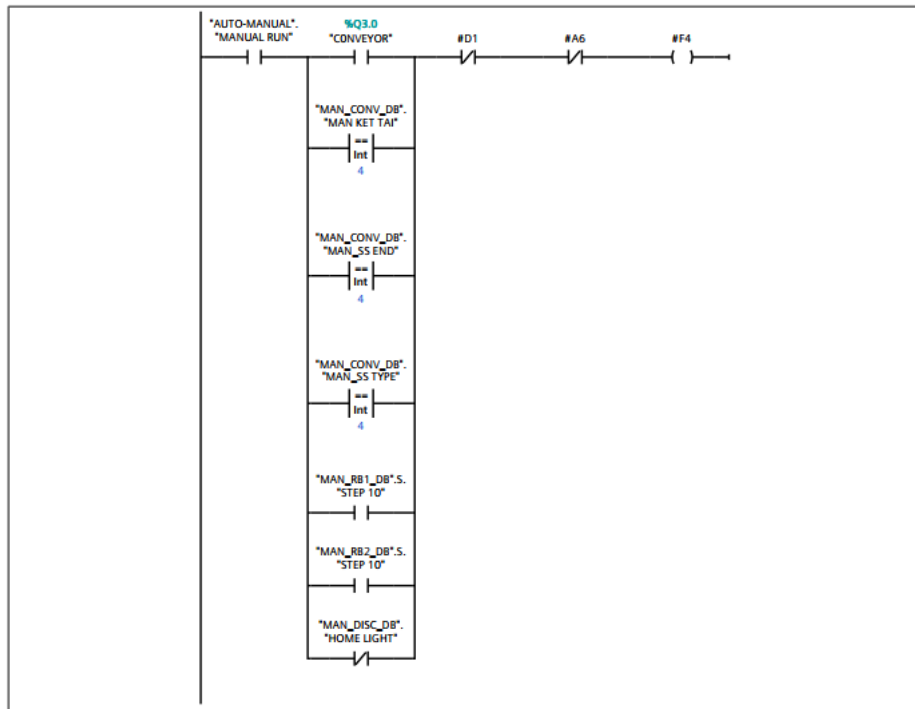 "AUTO-MANUAL".
"MANUAL RUN"
%Q3.0
"C0NVEYOR"
#D1
#A6
#F4
"MAN_CONV_DB".
"MAN KET TAI"
==
Int
4
"MAN_CONV_DB".
"MAN_SS END"
==
Int
4
"MAN_CONV_DB".
"MAN_SS TYPE"
==
Int
4
"MAN_RB1_DB".S.
"STEP 10"
"MAN_RB2_DB".S.
"STEP 10"
"MAN_DISC_DB".
"HOME LIGHT"